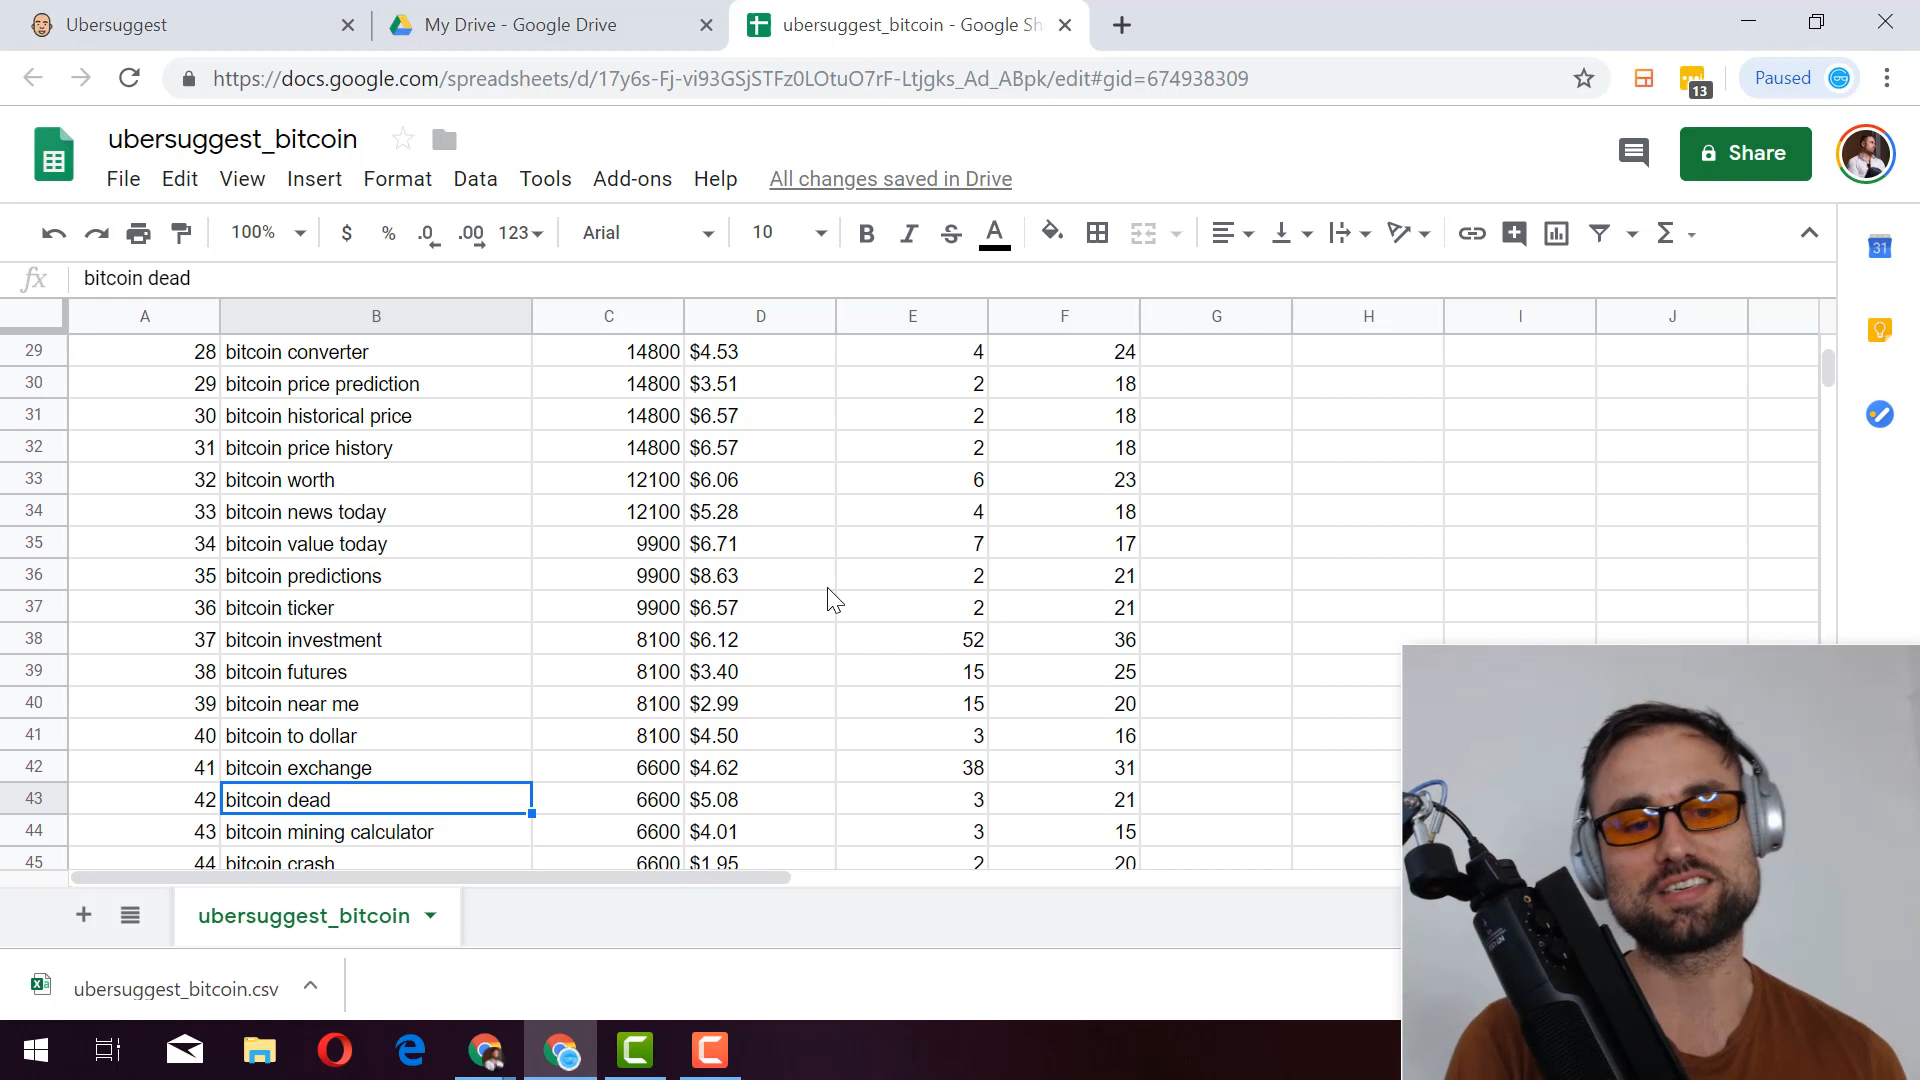 Ubersuggest
My Drive - Google Drive
ubersuggest_bitcoin - Google Sh
https://docs.google.com/spreadsheets/d/17y6s-Fj-vi93GSjSTFz0LOtuO7rF-Ltjgks_Ad_ABpk/edit#gid=674938309
13
Paused
ubersuggest_bitcoin
Share
File Edit View Insert Format Data Tools Add-ons Help All changes saved in Drive
100% $ % .0 .00 123 Arial 10 B I S A Σ
31
fx bitcoin dead
A B C D E F G H I J
29 28 bitcoin converter 14800 $4.53 4 24
30 29 bitcoin price prediction 14800 $3.51 2 18
31 30 bitcoin historical price 14800 $6.57 2 18
32 31 bitcoin price history 14800 $6.57 2 18
33 32 bitcoin worth 12100 $6.06 6 23
34 33 bitcoin news today 12100 $5.28 4 18
35 34 bitcoin value today 9900 $6.71 7 17
36 35 bitcoin predictions 9900 $8.63 2 21
37 36 bitcoin ticker 9900 $6.57 2 21
38 37 bitcoin investment 8100 $6.12 52 36
39 38 bitcoin futures 8100 $3.40 15 25
40 39 bitcoin near me 8100 $2.99 15 20
41 40 bitcoin to dollar 8100 $4.50 3 16
42 41 bitcoin exchange 6600 $4.62 38 31
43 42 bitcoin dead 6600 $5.08 3 21
44 43 bitcoin mining calculator 6600 $4.01 3 15
45 44 bitcoin crash 6600 $1.95 2 20
ubersuggest_bitcoin
ubersuggest_bitcoin.csv